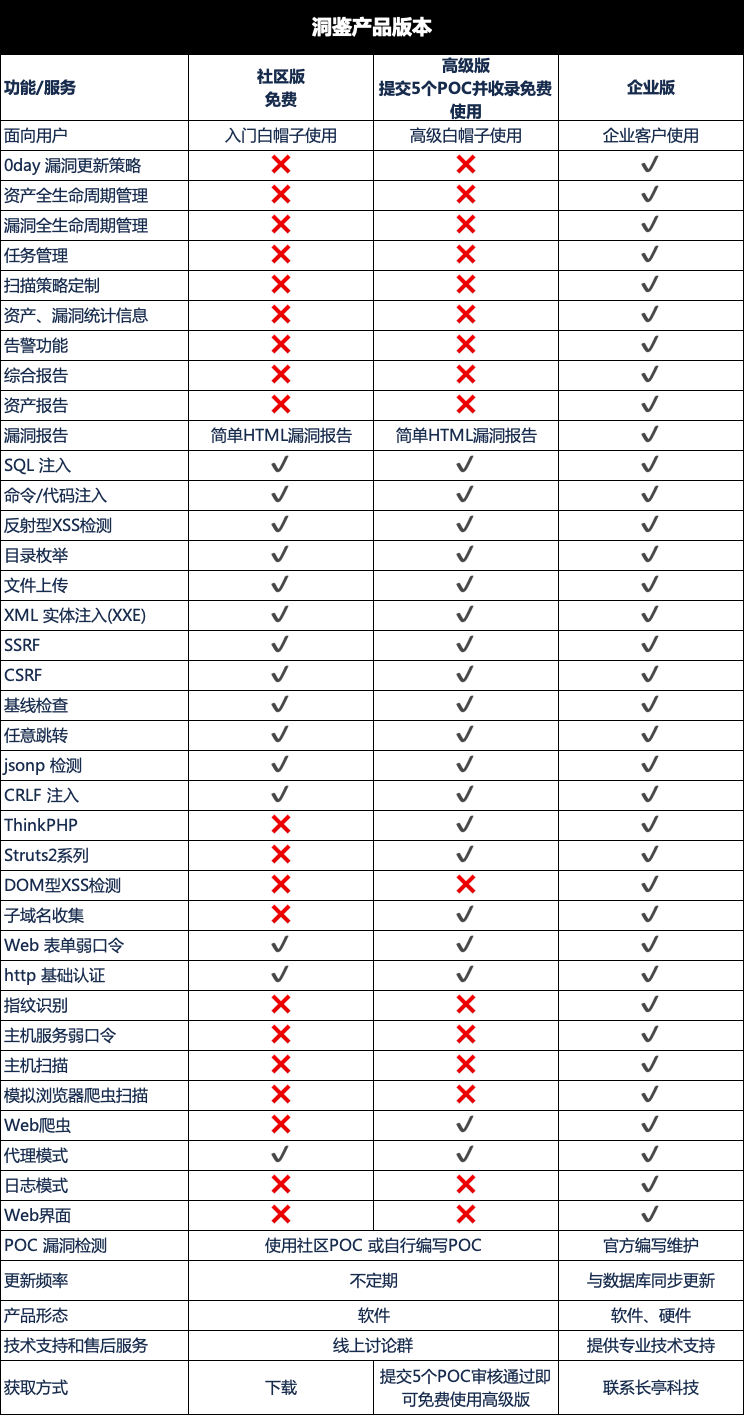 洞鉴产品版本
功能/服务 社区版 免费 高级版 提交5个POC并收录免费使用 企业版
面向用户 入门白帽子使用 高级白帽子使用 企业客户使用
0day 漏洞更新策略 ❌ ❌ ✔
资产全生命周期管理 ❌ ❌ ✔
漏洞全生命周期管理 ❌ ❌ ✔
任务管理 ❌ ❌ ✔
扫描策略定制 ❌ ❌ ✔
资产、漏洞统计信息 ❌ ❌ ✔
告警功能 ❌ ❌ ✔
综合报告 ❌ ❌ ✔
资产报告 ❌ ❌ ✔
漏洞报告 简单HTML漏洞报告 简单HTML漏洞报告 ✔
SQL 注入 ✔ ✔ ✔
命令/代码注入 ✔ ✔ ✔
反射型XSS检测 ✔ ✔ ✔
目录枚举 ✔ ✔ ✔
文件上传 ✔ ✔ ✔
XML 实体注入(XXE) ✔ ✔ ✔
SSRF ✔ ✔ ✔
CSRF ✔ ✔ ✔
基线检查 ✔ ✔ ✔
任意跳转 ✔ ✔ ✔
jsonp 检测 ✔ ✔ ✔
CRLF 注入 ✔ ✔ ✔
ThinkPHP ❌ ✔ ✔
Struts2系列 ❌ ✔ ✔
DOM型XSS检测 ❌ ❌ ✔
子域名收集 ❌ ✔ ✔
Web 表单弱口令 ✔ ✔ ✔
http 基础认证 ✔ ✔ ✔
指纹识别 ❌ ❌ ✔
主机服务弱口令 ❌ ❌ ✔
主机扫描 ❌ ❌ ✔
模拟浏览器爬虫扫描 ❌ ❌ ✔
Web爬虫 ❌ ✔ ✔
代理模式 ✔ ✔ ✔
日志模式 ❌ ❌ ✔
Web界面 ❌ ❌ ✔
POC 漏洞检测 使用社区POC 或自行编写POC 官方编写维护
更新频率 不定期 与数据库同步更新
产品形态 软件 软件、硬件
技术支持和售后服务 线上讨论群 提供专业技术支持
获取方式 下载 提交5个POC审核通过即可免费使用高级版 联系长亭科技